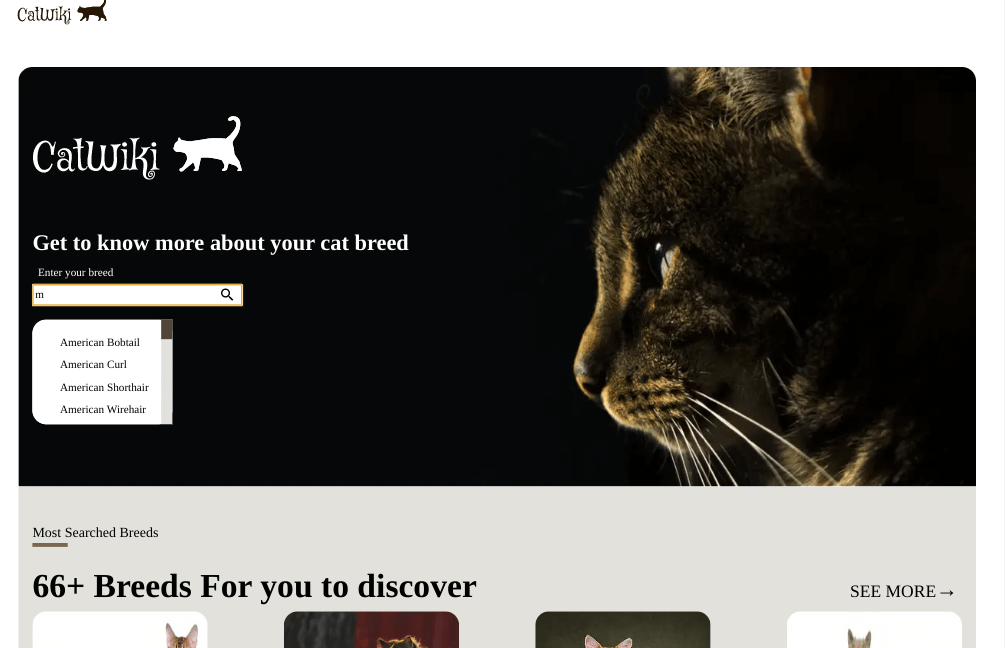 CatWiki
CatWiki
Get to know more about your cat breed
Enter your breed
m
American Bobtail
American Curl
American Shorthair
American Wirehair
Most Searched Breeds
66+ Breeds For you to discover
SEE MORE→